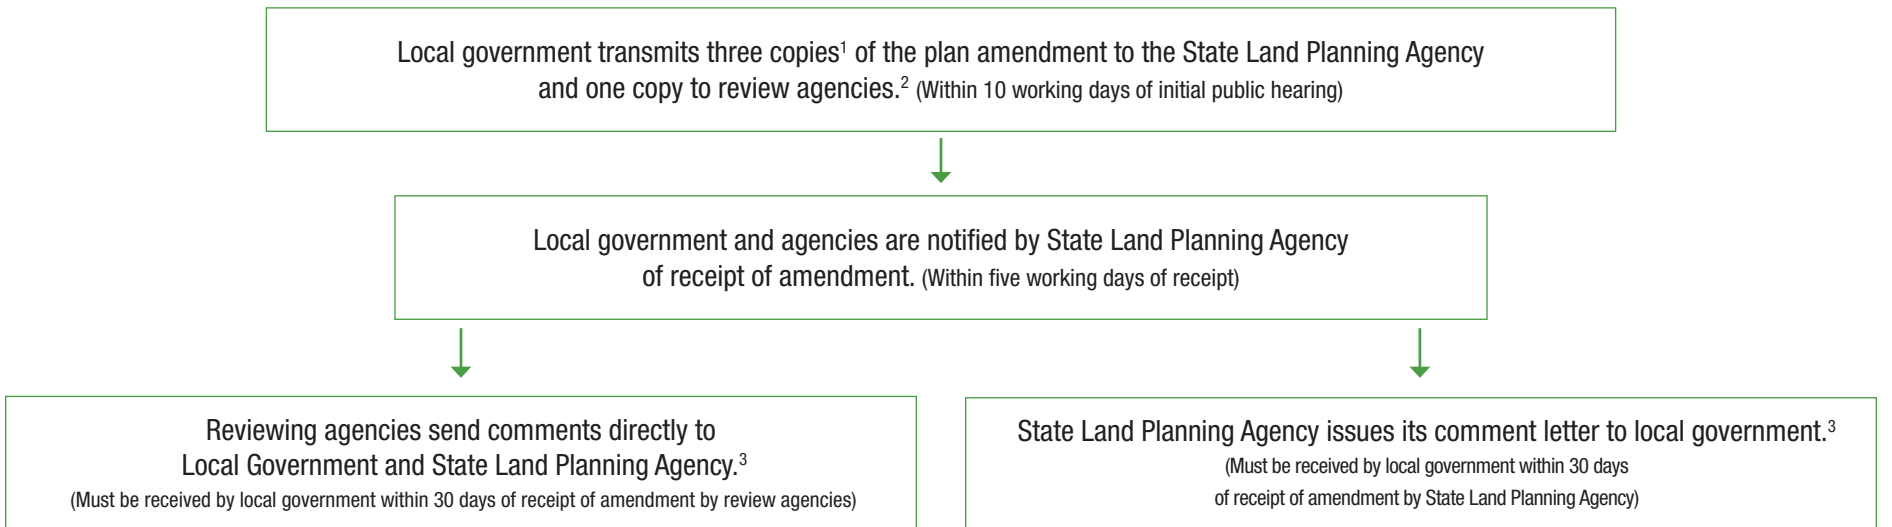 Local government transmits three copies¹ of the plan amendment to the State Land Planning Agency
and one copy to review agencies.² (Within 10 working days of initial public hearing)
Local government and agencies are notified by State Land Planning Agency
of receipt of amendment. (Within five working days of receipt)
Reviewing agencies send comments directly to
Local Government and State Land Planning Agency.³
(Must be received by local government within 30 days of receipt of amendment by review agencies)
State Land Planning Agency issues its comment letter to local government.³
(Must be received by local government within 30 days
of receipt of amendment by State Land Planning Agency)